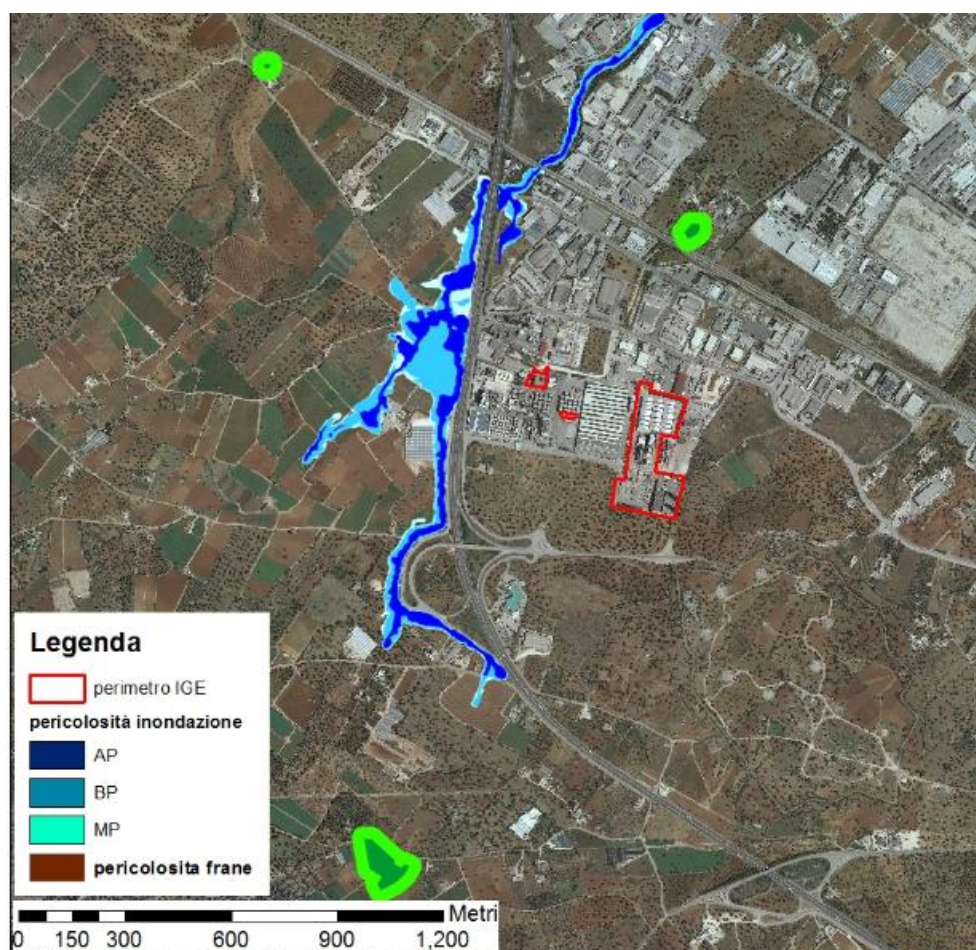 Legenda
perimetro IGE
pericolosità inondazione
AP
BP
MP
pericolosita frane
Metri
0 150 300 600 900 1,200